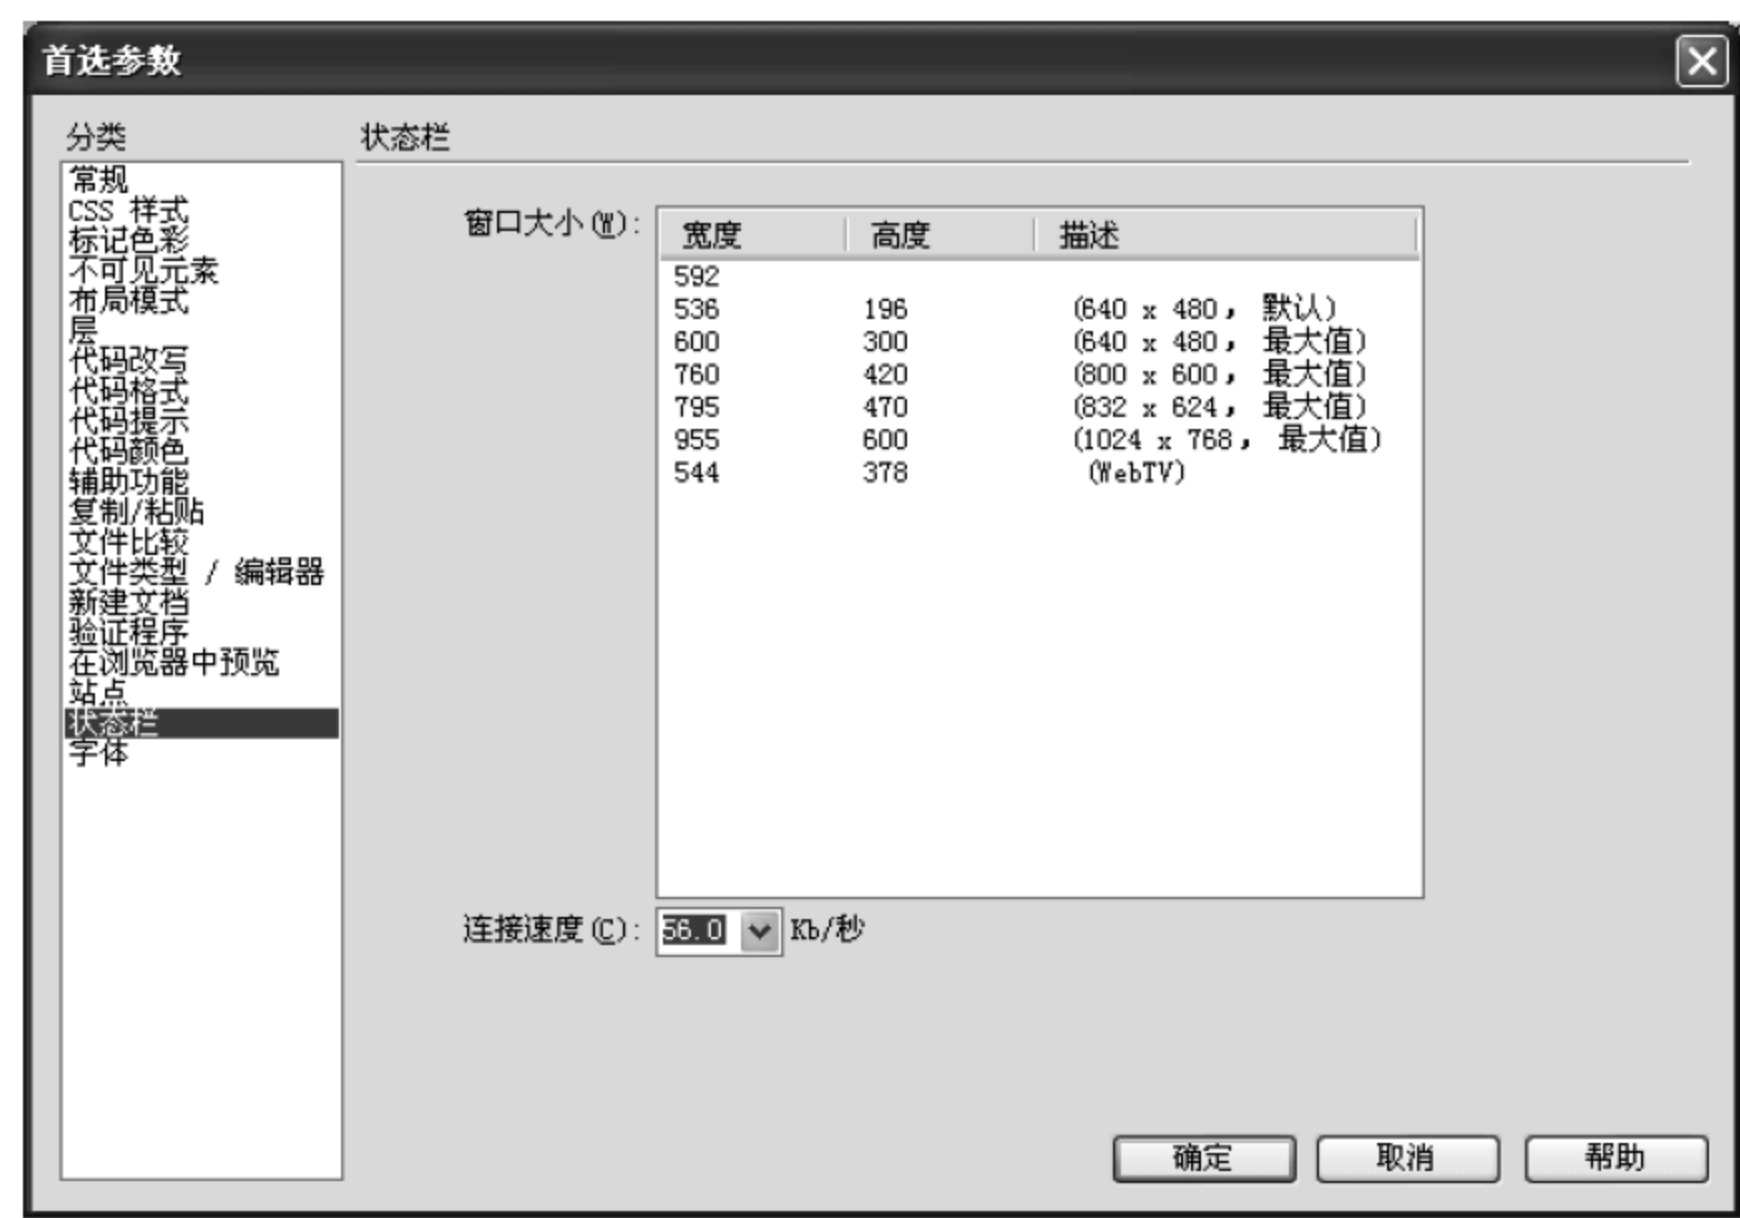 首选参数
分类
常规
CSS 样式
标记色彩
不可见元素
布局模式
层
代码改写
代码格式
代码提示
代码颜色
辅助功能
复制/粘贴
文件比较
文件类型 / 编辑器
新建文档
验证程序
在浏览器中预览
站点
状态栏
字体
状态栏
窗口大小(W):
宽度 高度 描述
592
536 196 (640 x 480, 默认)
600 300 (640 x 480, 最大值)
760 420 (800 x 600, 最大值)
795 470 (832 x 624, 最大值)
955 600 (1024 x 768, 最大值)
544 378 (WebTV)
连接速度(C): 56.0 Kb/秒
确定 取消 帮助